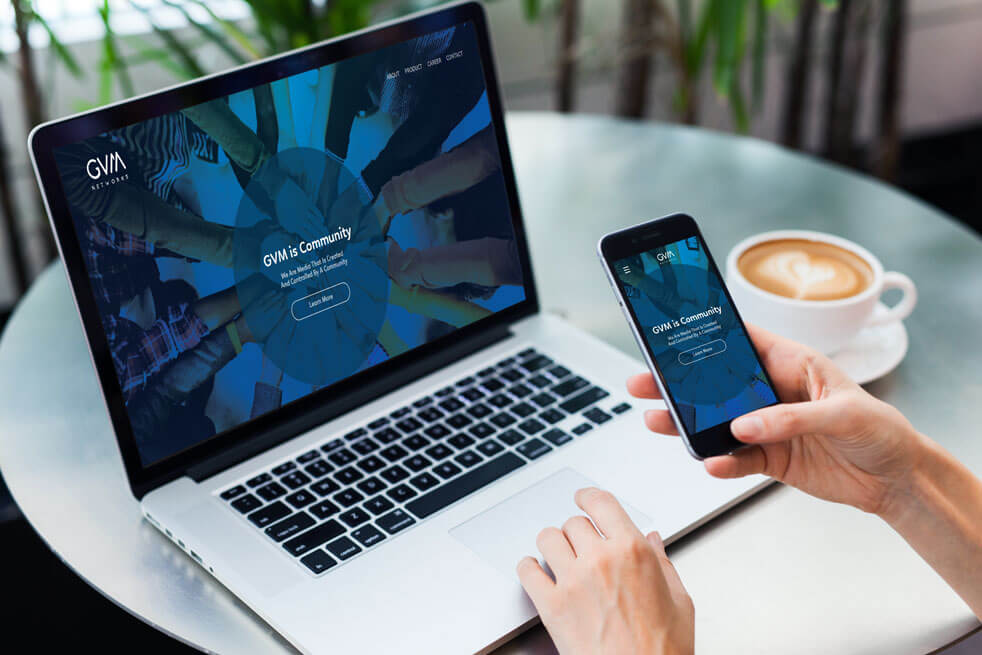 ABOUT PRODUCT CAREER CONTACT
GVM
NETWORKS
GVM is Community
We Are Media That Is Created
And Controlled By A Community
Learn More
GVM
GVM is Community
We Are Media That Is Created
And Controlled By A Community
Learn More